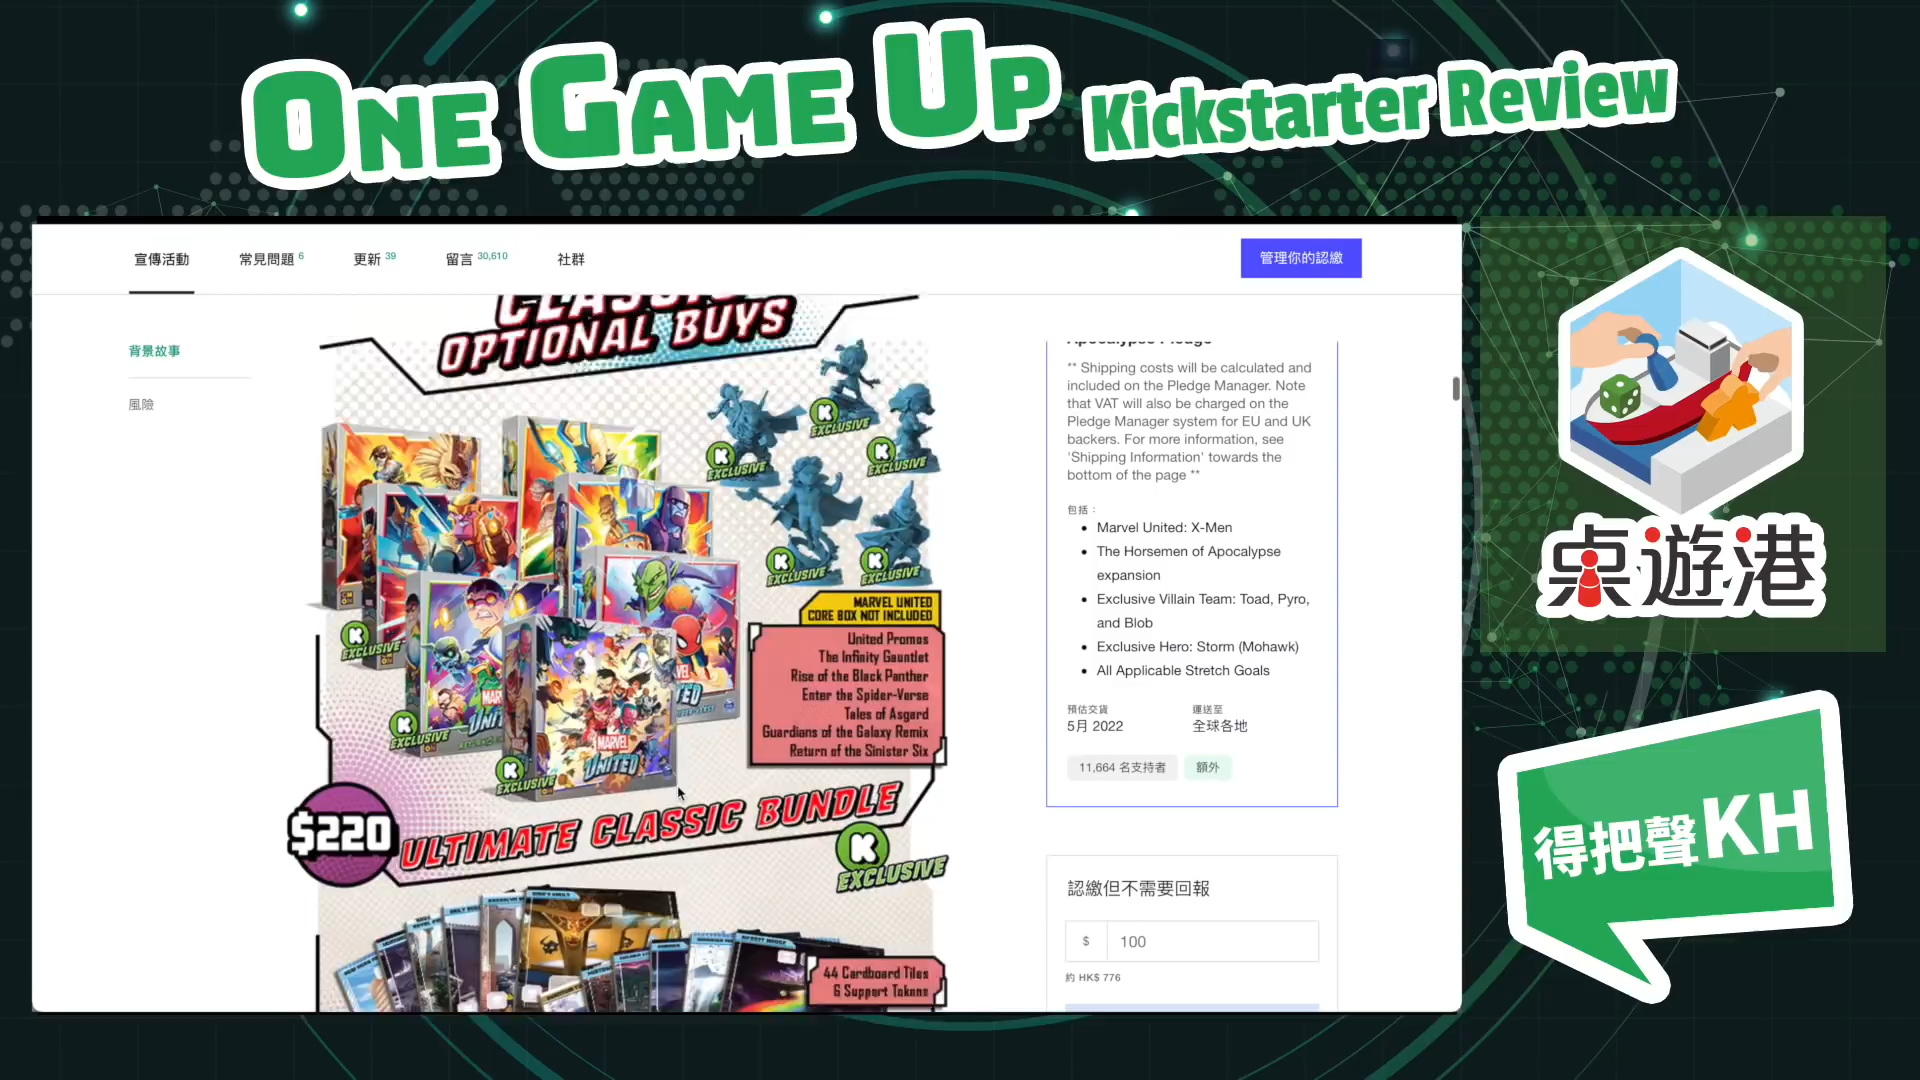 ONE GAME UP Kickstarter Review
宣傳活動
常見問題 6
更新 39
留言 30,610
社群
管理你的認繳
背景故事
風險
CLASSIC
OPTIONAL BUYS
K EXCLUSIVE
K EXCLUSIVE
K EXCLUSIVE
K EXCLUSIVE
K EXCLUSIVE
K EXCLUSIVE
K EXCLUSIVE
K EXCLUSIVE
MARVEL UNITED
CORE BOX NOT INCLUDED
United Promos
The Infinity Gauntlet
Rise of the Black Panther
Enter the Spider-Verse
Tales of Asgard
Guardians of the Galaxy Remix
Return of the Sinister Six
MARVEL
UNITED
$220
ULTIMATE CLASSIC BUNDLE
K EXCLUSIVE
44 Cardboard Tiles
6 Support Tokens
Apocalypse Pledge
** Shipping costs will be calculated and
included on the Pledge Manager. Note
that VAT will also be charged on the
Pledge Manager system for EU and UK
backers. For more information, see
'Shipping Information' towards the
bottom of the page **
包括：
• Marvel United: X-Men
• The Horsemen of Apocalypse
expansion
• Exclusive Villain Team: Toad, Pyro,
and Blob
• Exclusive Hero: Storm (Mohawk)
• All Applicable Stretch Goals
預估交貨
5月 2022
運送至
全球各地
11,664 名支持者
額外
認繳但不需要回報
$ 100
約 HK$ 776
桌遊港
得把聲KH